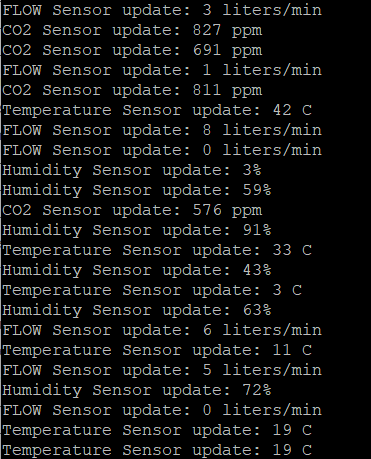 FLOW Sensor update: 3 liters/min
CO2 Sensor update: 827 ppm
CO2 Sensor update: 691 ppm
FLOW Sensor update: 1 liters/min
CO2 Sensor update: 811 ppm
Temperature Sensor update: 42 C
FLOW Sensor update: 8 liters/min
FLOW Sensor update: 0 liters/min
Humidity Sensor update: 3%
Humidity Sensor update: 59%
CO2 Sensor update: 576 ppm
Humidity Sensor update: 91%
Temperature Sensor update: 33 C
Humidity Sensor update: 43%
Temperature Sensor update: 3 C
Humidity Sensor update: 63%
FLOW Sensor update: 6 liters/min
Temperature Sensor update: 11 C
FLOW Sensor update: 5 liters/min
Humidity Sensor update: 72%
FLOW Sensor update: 0 liters/min
Temperature Sensor update: 19 C
Temperature Sensor update: 19 C